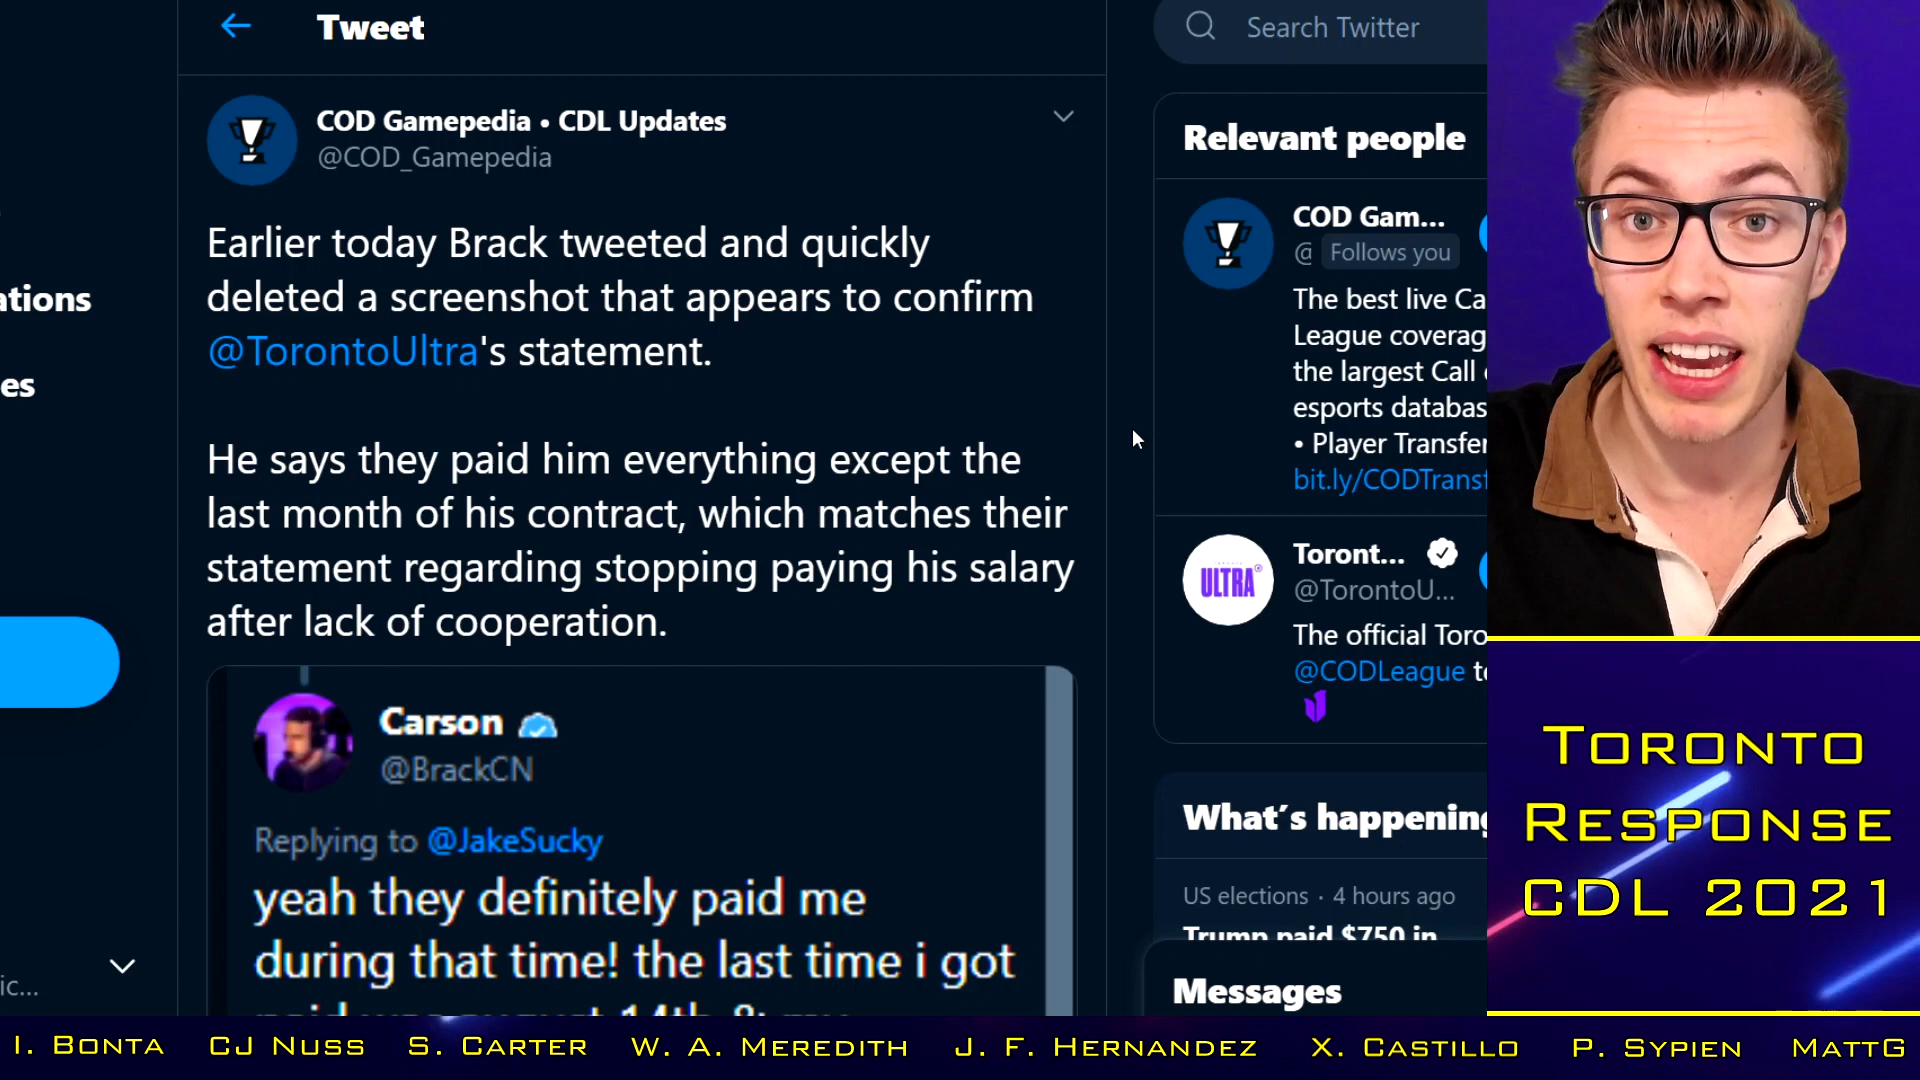 Tweet
Search Twitter
COD Gamepedia • CDL Updates
@COD_Gamepedia
Earlier today Brack tweeted and quickly
deleted a screenshot that appears to confirm
@TorontoUltra's statement.
He says they paid him everything except the
last month of his contract, which matches their
statement regarding stopping paying his salary
after lack of cooperation.
Carson
@BrackCN
Replying to @JakeSucky
yeah they definitely paid me
during that time! the last time i got
ations
es
ic...
Relevant people
COD Gam...
@ Follows you
The best live Ca
League coverag
the largest Call
esports databas
• Player Transfer
bit.ly/CODTransf
Toront...
@TorontoU...
ULTRA
The official Toro
@CODLeague t
What's happening
US elections · 4 hours ago
Trump paid $750 in
Messages
TORONTO
RESPONSE
CDL 2021
I. BONTA CJ NUSS S. CARTER W. A. MEREDITH J. F. HERNANDEZ X. CASTILLO P. SYPIEN MATTG